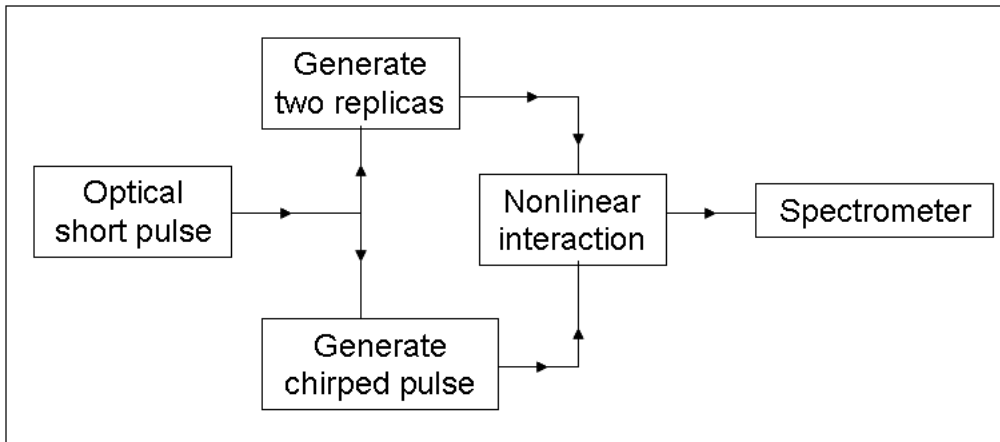 Generate
two replicas
Optical
short pulse
Nonlinear
interaction
Spectrometer
Generate
chirped pulse